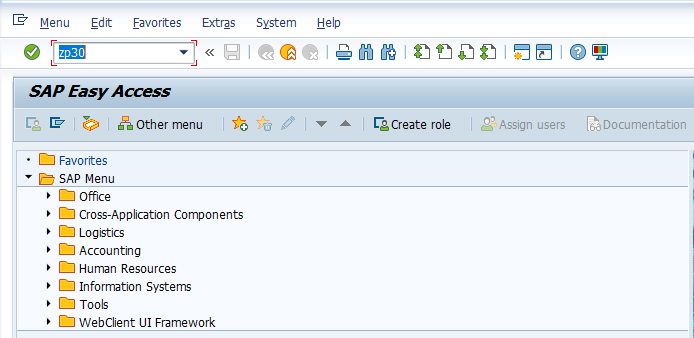 Menu Edit Favorites Extras System Help
zp30
SAP Easy Access
Other menu Create role Assign users Documentation
Favorites
SAP Menu
Office
Cross-Application Components
Logistics
Accounting
Human Resources
Information Systems
Tools
WebClient UI Framework